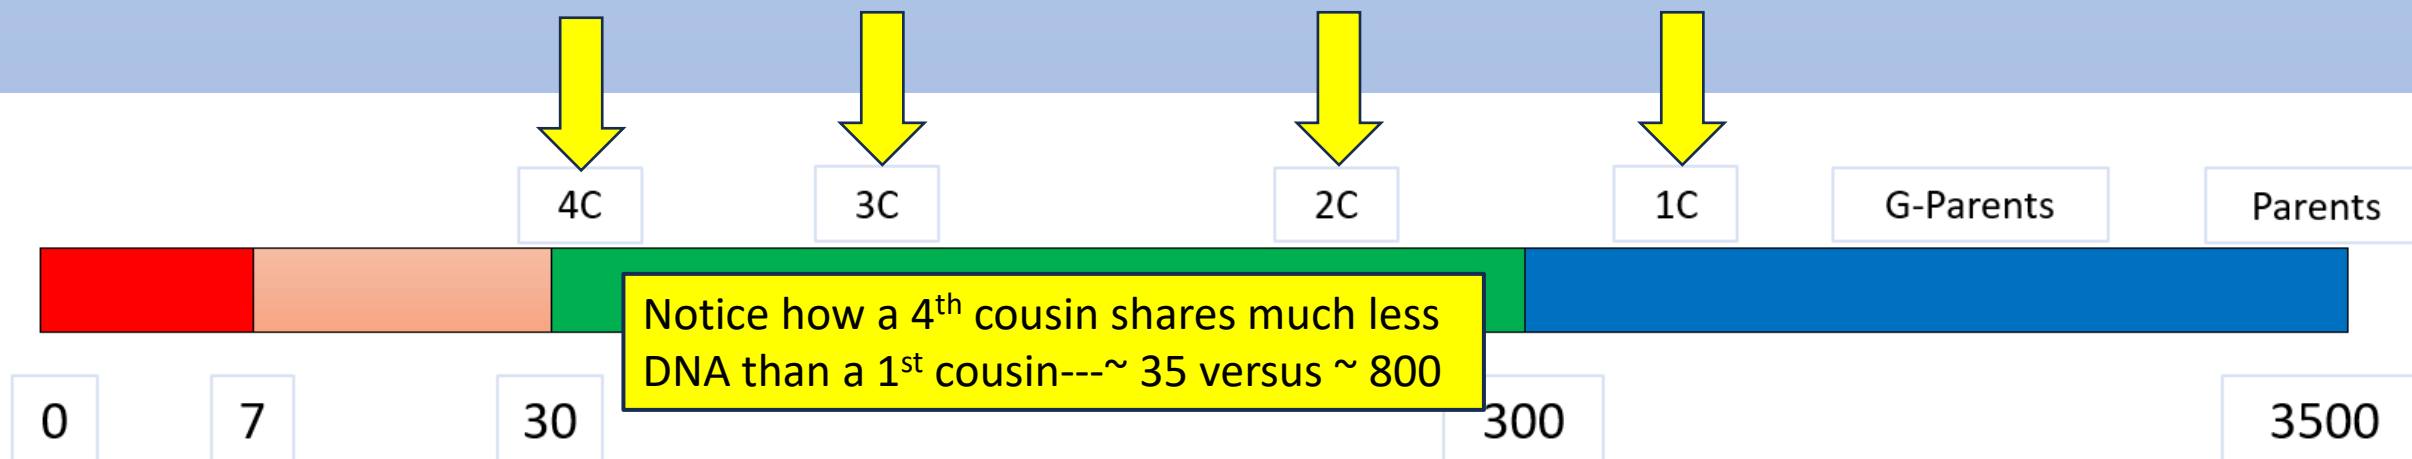 4C
3C
2C
1C
G-Parents
Parents
Notice how a 4th cousin shares much less
DNA than a 1st cousin---~ 35 versus ~ 800
0
7
30
300
3500